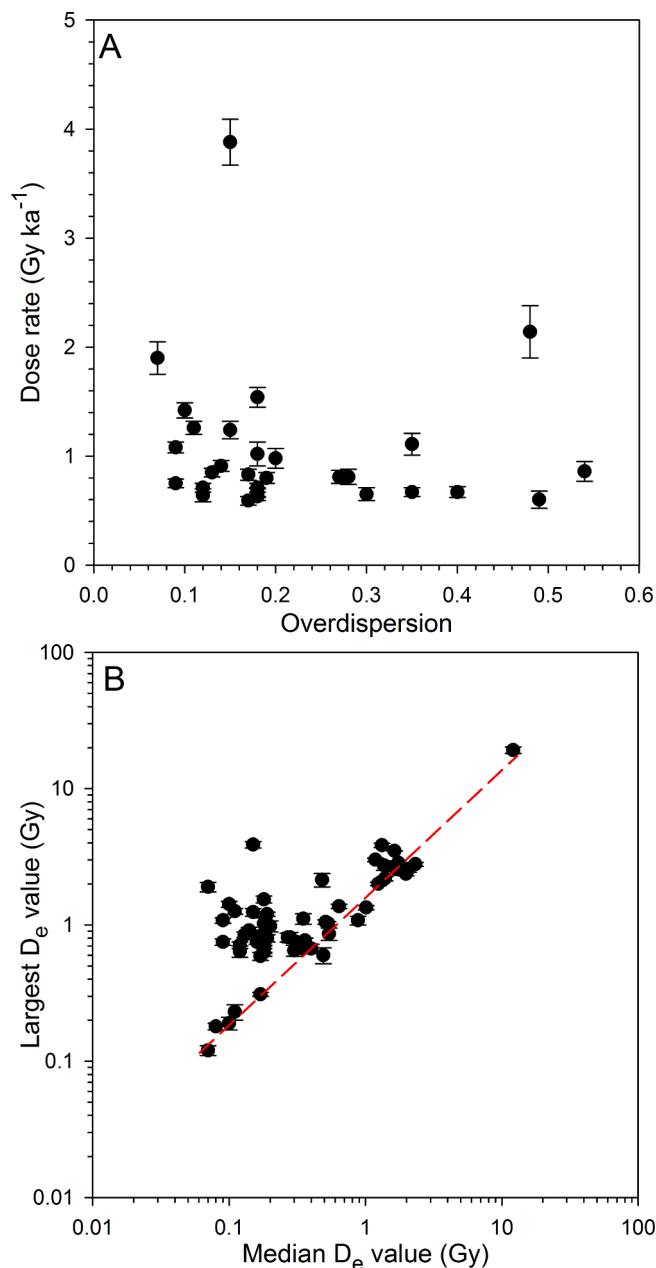 A
5
4
3
2
1
0
Dose rate (Gy ka⁻¹)
0.0 0.1 0.2 0.3 0.4 0.5 0.6
Overdispersion
B
100
10
1
0.1
0.01
Largest Dₑ value (Gy)
0.01 0.1 1 10 100
Median Dₑ value (Gy)